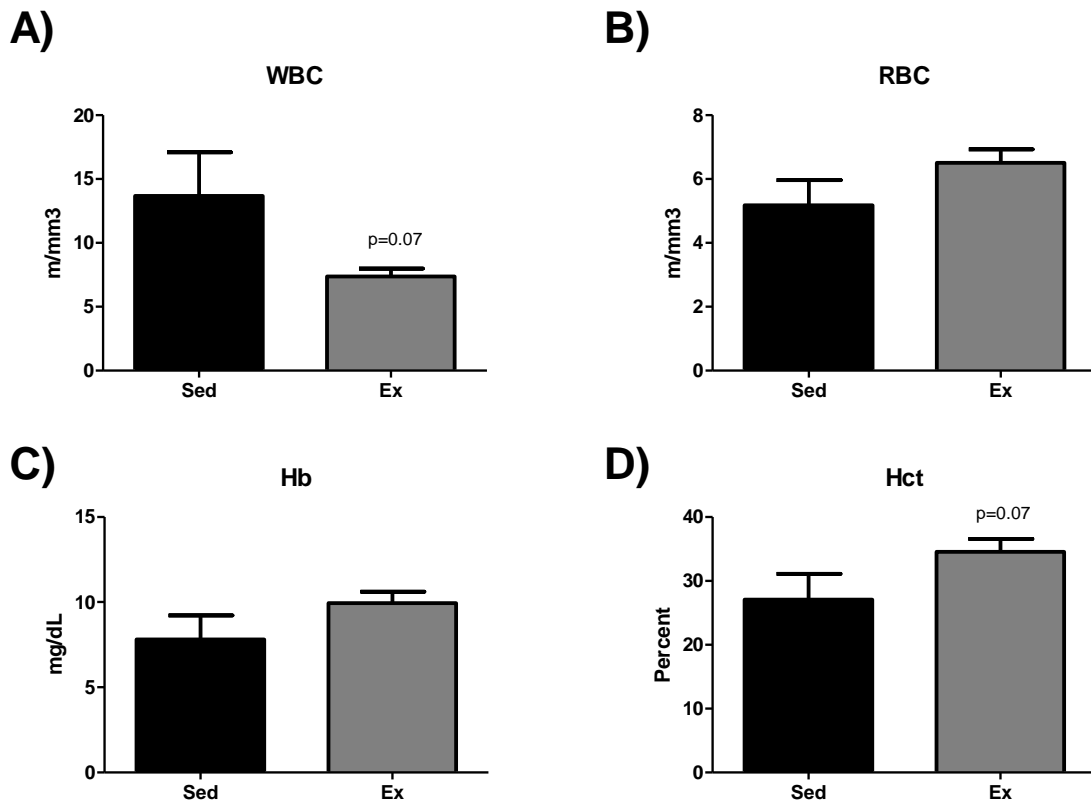 A)
WBC
20
15
10
5
0
m/mm3
p=0.07
Sed Ex
B)
RBC
8
6
4
2
0
m/mm3
Sed Ex
C)
Hb
15
10
5
0
mg/dL
Sed Ex
D)
Hct
40
30
20
10
0
Percent
p=0.07
Sed Ex